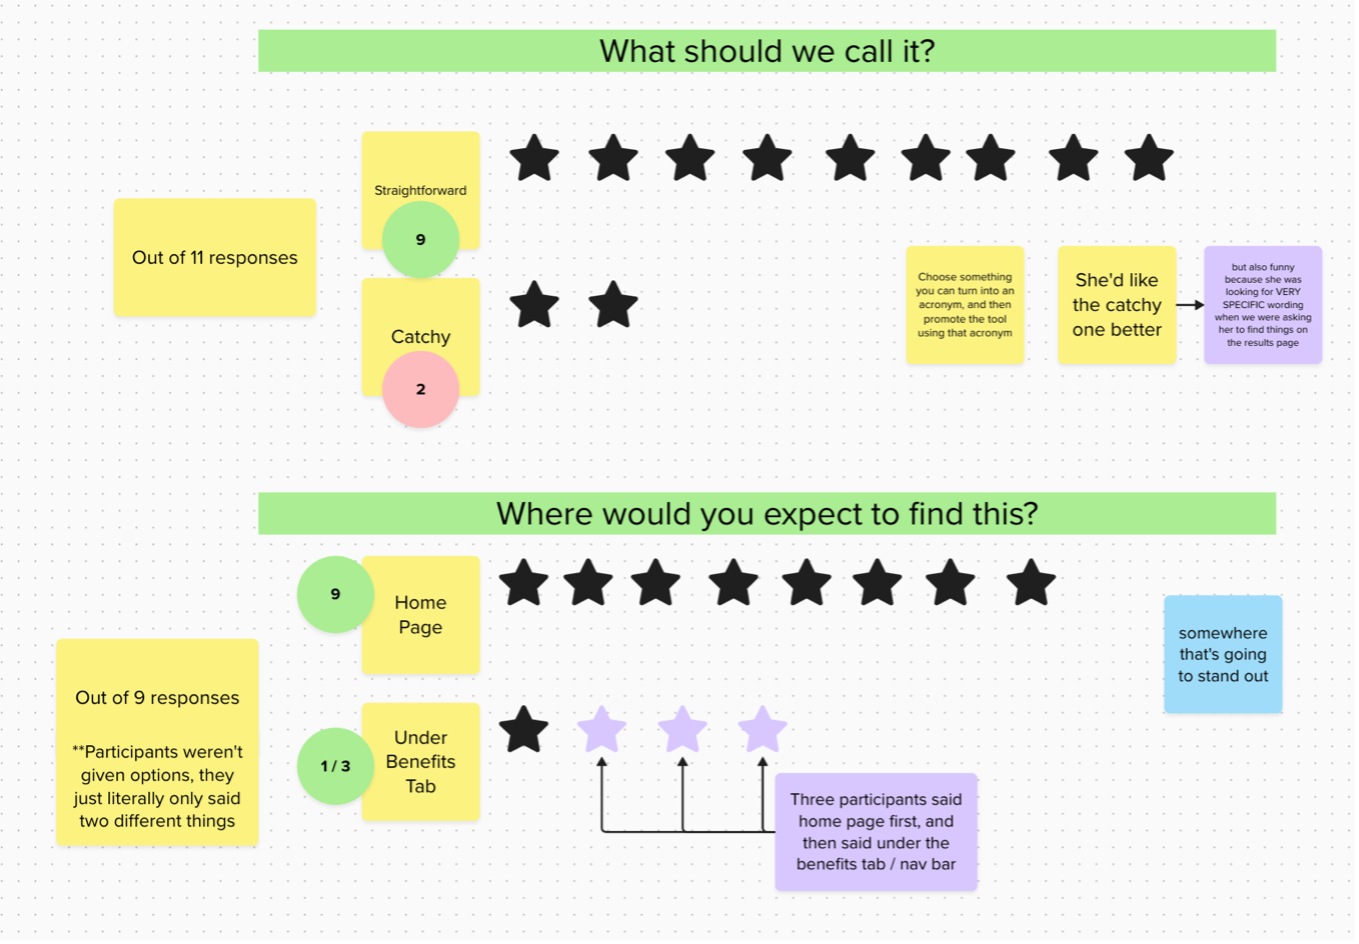 What should we call it?
Straightforward
9
Out of 11 responses
Catchy
2
Choose something
you can turn into an
acronym, and then
promote the tool
using that acronym
She'd like
the catchy
one better
but also funny
because she was
looking for VERY
SPECIFIC wording
when we were asking
her to find things on
the results page
Where would you expect to find this?
9
Home
Page
somewhere
that's going
to stand out
Out of 9 responses
**Participants weren't
given options, they
just literally only said
two different things
1 / 3
Under
Benefits
Tab
Three participants said
home page first, and
then said under the
benefits tab / nav bar